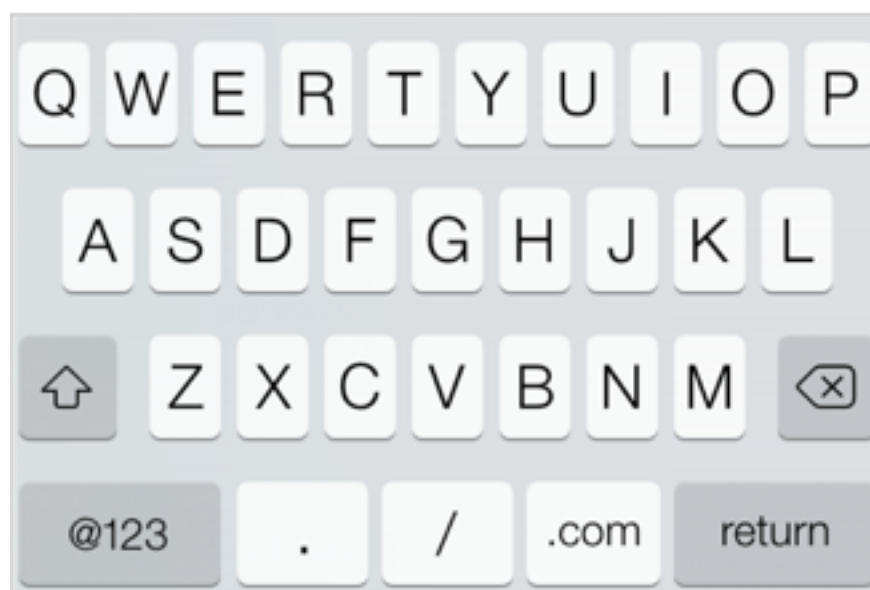 Q W E R T Y U I O P
A S D F G H J K L
Z X C V B N M
@123 . / .com return